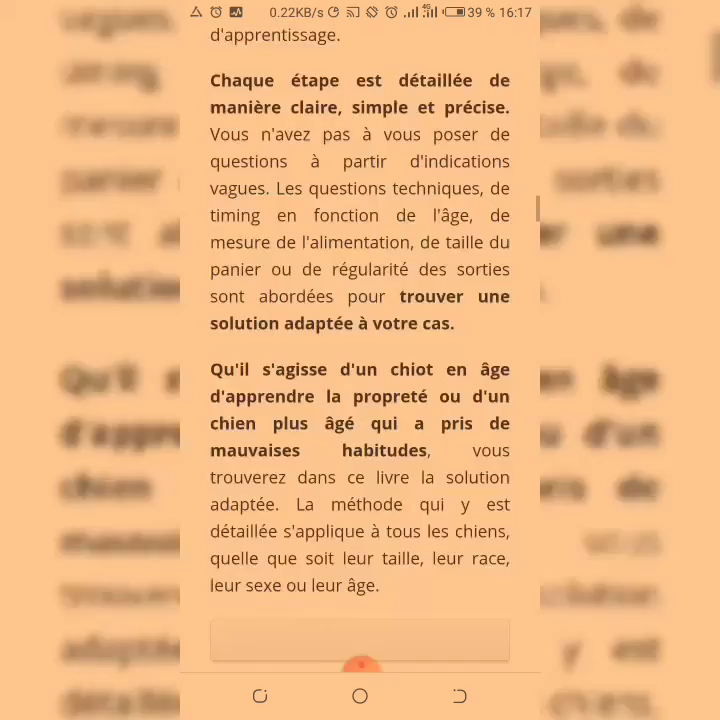 0.22KB/s 4G 39 % 16:17
d'apprentissage.
Chaque étape est détaillée de
manière claire, simple et précise.
Vous n'avez pas à vous poser de
questions à partir d'indications
vagues. Les questions techniques, de
timing en fonction de l'âge, de
mesure de l'alimentation, de taille du
panier ou de régularité des sorties
sont abordées pour trouver une
solution adaptée à votre cas.
Qu'il s'agisse d'un chiot en âge
d'apprendre la propreté ou d'un
chien plus âgé qui a pris de
mauvaises habitudes, vous
trouverez dans ce livre la solution
adaptée. La méthode qui y est
détaillée s'applique à tous les chiens,
quelle que soit leur taille, leur race,
leur sexe ou leur âge.